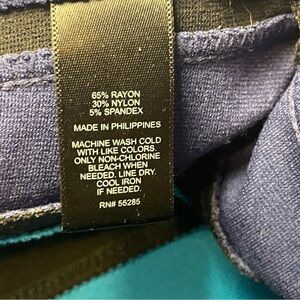 65% RAYON
30% NYLON
5% SPANDEX
MADE IN PHILIPPINES
MACHINE WASH COLD
WITH LIKE COLORS.
ONLY NON-CHLORINE
BLEACH WHEN
NEEDED. LINE DRY.
COOL IRON
IF NEEDED.
RN# 55285